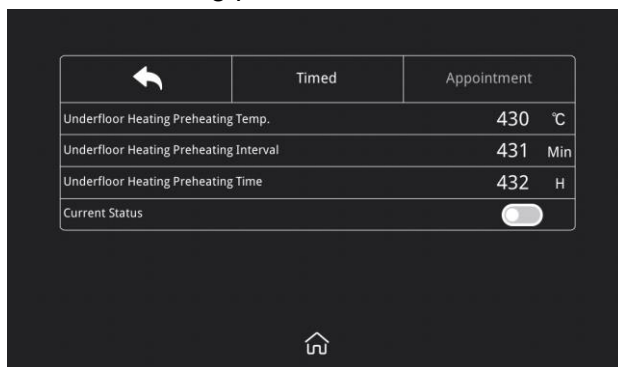 Timed Appointment
Underfloor Heating Preheating Temp. 430 ℃
Underfloor Heating Preheating Interval 431 Min
Underfloor Heating Preheating Time 432 H
Current Status